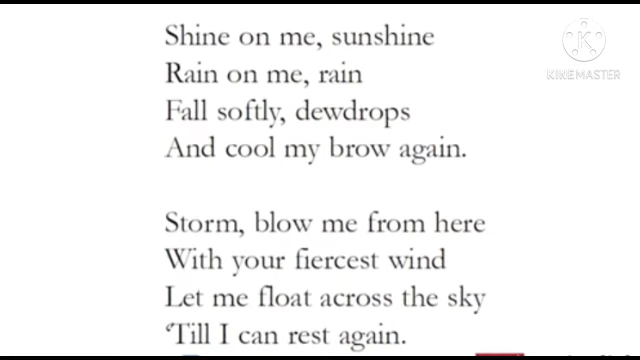 Shine on me, sunshine
Rain on me, rain
Fall softly, dewdrops
And cool my brow again.

Storm, blow me from here
With your fiercest wind
Let me float across the sky
'Till I can rest again.
KINEMASTER